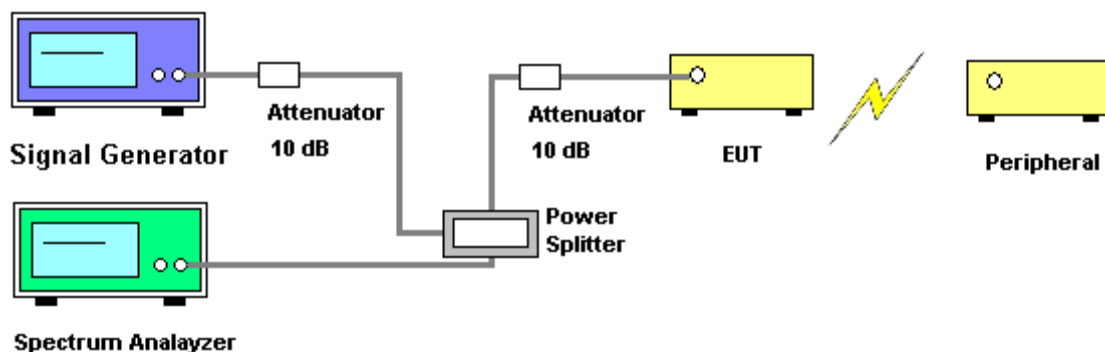 Signal Generator
Attenuator
10 dB
Attenuator
10 dB
EUT
Peripheral
Power
Splitter
Spectrum Analayzer